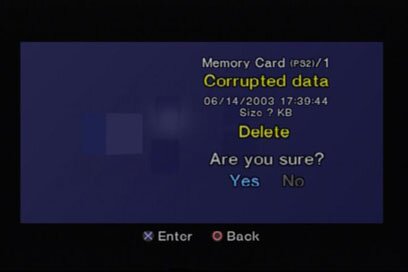 Memory Card (PS2)/1
Corrupted data
06/14/2003 17:39:44
Size ? KB
Delete
Are you sure?
Yes No
Enter Back